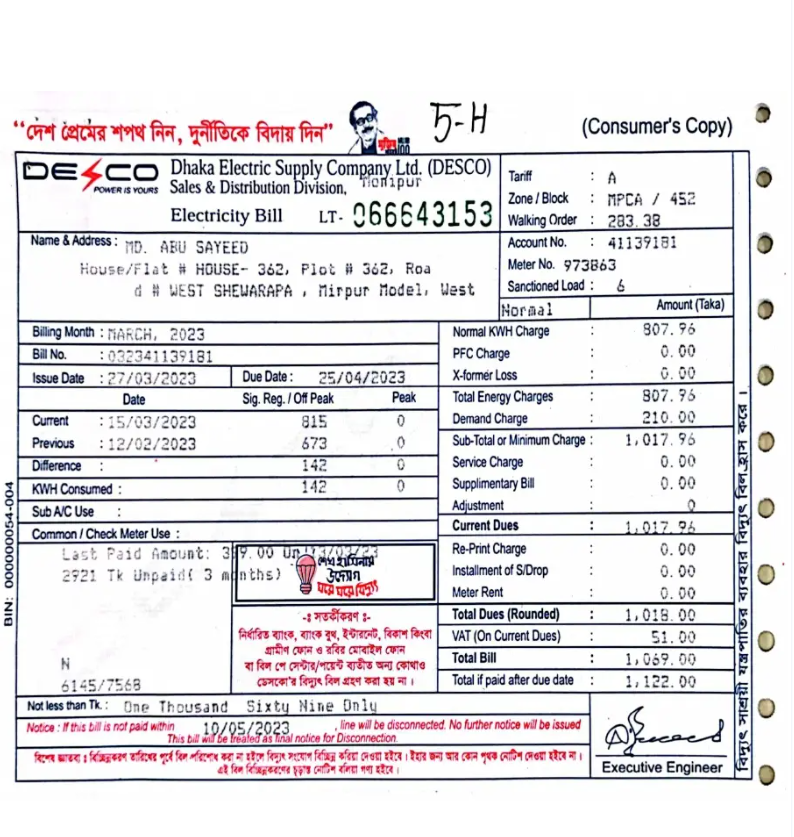 “দেশ প্রেমের শপথ নিন, দুর্নীতিকে বিদায় দিন”
5-H
(Consumer's Copy)
DESCO
POWER IS YOURS
Dhaka Electric Supply Company Ltd. (DESCO)
Sales & Distribution Division, Monipur
Electricity Bill LT- 066643153
Tariff : A
Zone / Block : MPCA / 452
Walking Order : 283.38
Account No. : 41139181
Meter No. 973863
Sanctioned Load : 6
Name & Address : MD. ABU SAYEED
House/Flat # HOUSE- 362, Plot # 362, Roa
d # WEST SHEWARAPA , Mirpur Model, West
Normal Amount (Taka)
Billing Month : MARCH, 2023
Bill No. : 032341139181
Issue Date : 27/03/2023 Due Date : 25/04/2023
Date Sig. Reg. / Off Peak Peak
Current : 15/03/2023 815 0
Previous : 12/02/2023 673 0
Difference : 142 0
KWH Consumed : 142 0
Sub A/C Use :
Common / Check Meter Use :
Last Paid Amount: On 13/03/23
2921 Tk Unpaid( 3 months)
শেখ হাসিনার
উদ্যোগ
ঘরে ঘরে বিদ্যুৎ
-ঃ সতর্কীকরণ ঃ-
নির্ধারিত ব্যাংক, ব্যাংক বুথ, ইন্টারনেট, বিকাশ কিংবা
গ্রামীণ ফোন ও রবির মোবাইল ফোন
বা বিল পে সেন্টার/পয়েন্ট ব্যতীত অন্য কোথাও
ডেসকো'র বিদ্যুৎ বিল গ্রহণ করা হয় না।
N
6145/7568
Normal KWH Charge : 807.96
PFC Charge : 0.00
X-former Loss : 0.00
Total Energy Charges : 807.96
Demand Charge : 210.00
Sub-Total or Minimum Charge : 1,017.96
Service Charge : 0.00
Supplimentary Bill : 0.00
Adjustment 0
Current Dues : 1,017.96
Re-Print Charge : 0.00
Installment of S/Drop : 0.00
Meter Rent : 0.00
Total Dues (Rounded) : 1,018.00
VAT (On Current Dues) : 51.00
Total Bill : 1,069.00
Total if paid after due date : 1,122.00
Not less than Tk. : One Thousand Sixty Nine Only
Notice : If this bill is not paid within 10/05/2023 , line will be disconnected. No further notice will be issued
This bill will be treated as final notice for Disconnection.
বিশেষ জ্ঞাতব্য : বিচ্ছিন্নকরণ তারিখের পূর্বে বিল পরিশোধ করা না হইলে বিদ্যুৎ সংযোগ বিচ্ছিন্ন করিয়া দেওয়া হইবে। ইহার জন্য আর কোন পৃথক নোটিশ দেওয়া হইবে না।
এই বিল বিচ্ছিন্নকরণের চূড়ান্ত নোটিশ বলিয়া গণ্য হইবে।
Executive Engineer
BIN: 000000054-004
বিদ্যুৎ সাশ্রয়ী যন্ত্রপাতির ব্যবহার বিদ্যুৎ বিল হ্রাস করে।